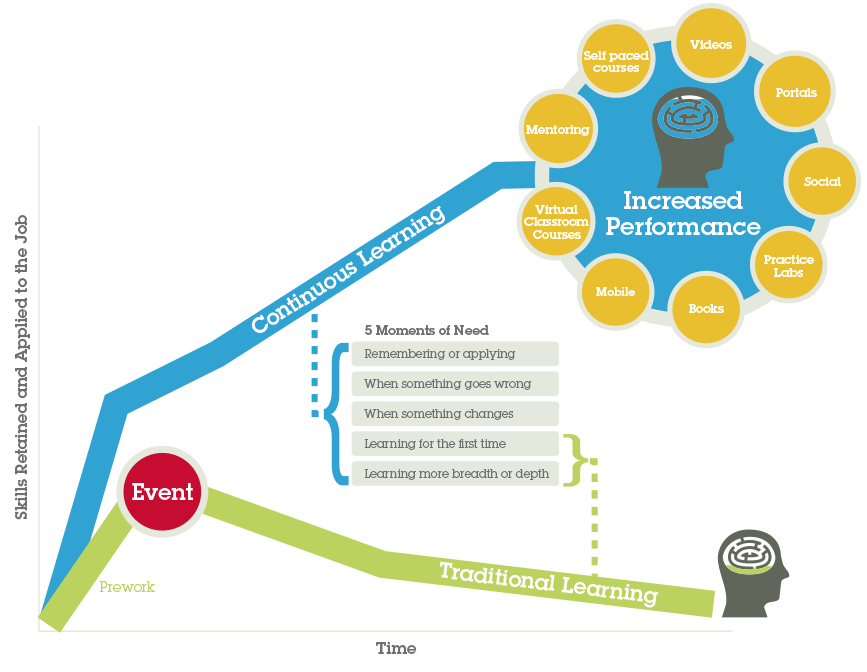 Videos
Self paced
courses
Portals
Mentoring
Social
Increased
Performance
Virtual
Classroom
Courses
Practice
Labs
Mobile
Books
Skills Retained and Applied to the Job
Continuous Learning
5 Moments of Need
Remembering or applying
When something goes wrong
When something changes
Learning for the first time
Learning more breadth or depth
Event
Prework
Traditional Learning
Time